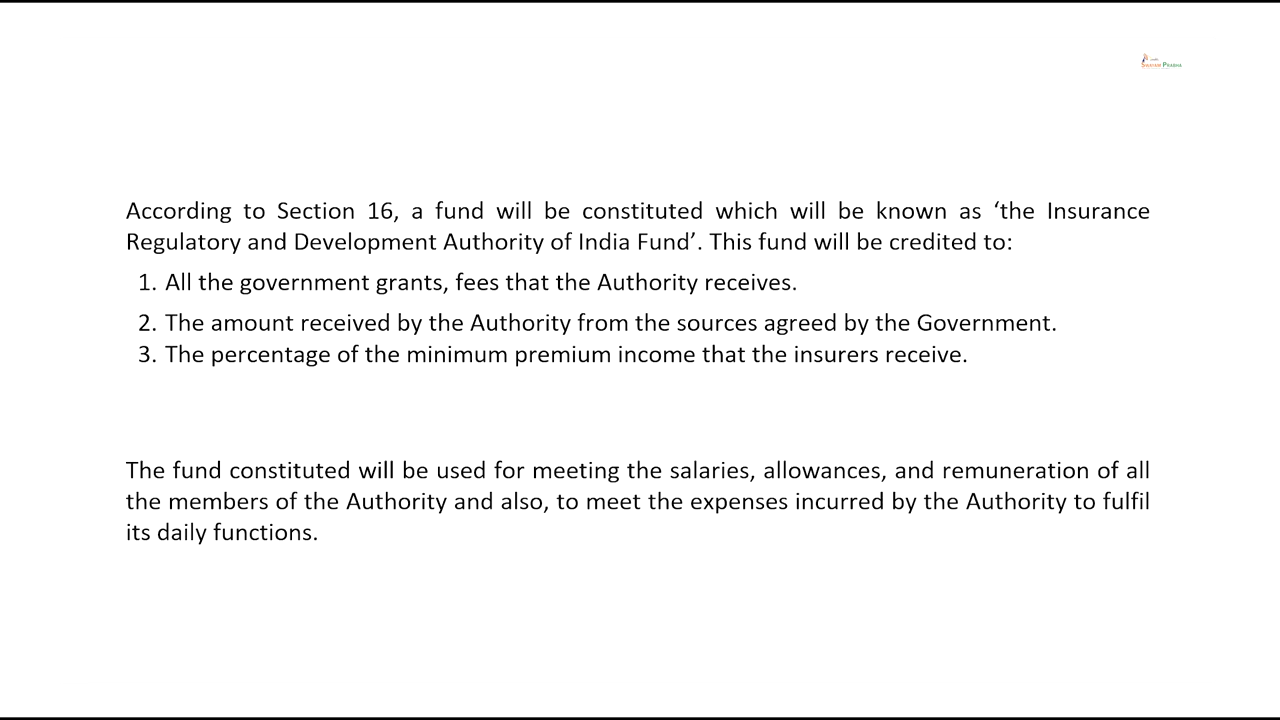 SWAYAM PRABHA
According to Section 16, a fund will be constituted which will be known as ‘the Insurance
Regulatory and Development Authority of India Fund’. This fund will be credited to:
1. All the government grants, fees that the Authority receives.
2. The amount received by the Authority from the sources agreed by the Government.
3. The percentage of the minimum premium income that the insurers receive.
The fund constituted will be used for meeting the salaries, allowances, and remuneration of all
the members of the Authority and also, to meet the expenses incurred by the Authority to fulfil
its daily functions.